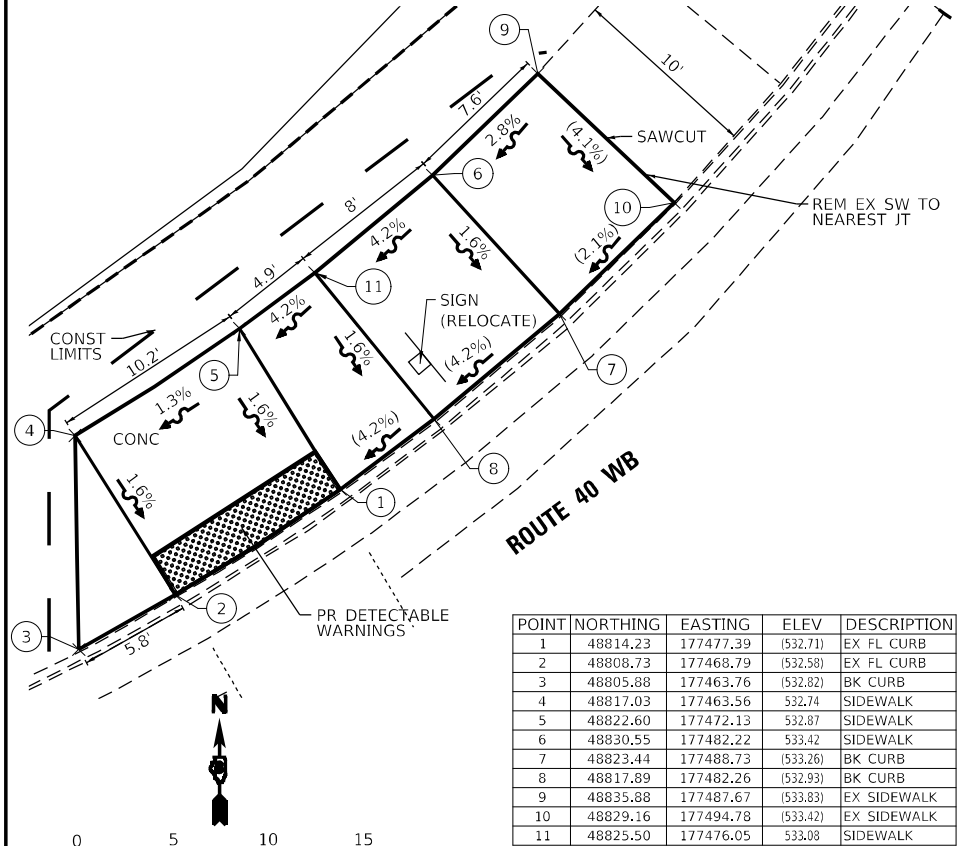 9
10'
7.6'
2.8%
(4.1%)
SAWCUT
6
8'
10
REM EX SW TO
NEAREST JT
4.2%
1.6%
(2.1%)
4.9'
11
SIGN
(RELOCATE)
4.2%
CONST
LIMITS
10.2'
5
1.6%
(4.2%)
7
1.3%
1.6%
4
CONC
(4.2%)
8
1.6%
1
ROUTE 40 WB
2
PR DETECTABLE
WARNINGS
3
5.8'
N
0 5 10 15
POINT NORTHING EASTING ELEV DESCRIPTION
1 48814.23 177477.39 (532.71) EX FL CURB
2 48808.73 177468.79 (532.58) EX FL CURB
3 48805.88 177463.76 (532.82) BK CURB
4 48817.03 177463.56 532.74 SIDEWALK
5 48822.60 177472.13 532.87 SIDEWALK
6 48830.55 177482.22 533.42 SIDEWALK
7 48823.44 177488.73 (533.26) BK CURB
8 48817.89 177482.26 (532.93) BK CURB
9 48835.88 177487.67 (533.83) EX SIDEWALK
10 48829.16 177494.78 (533.42) EX SIDEWALK
11 48825.50 177476.05 533.08 SIDEWALK